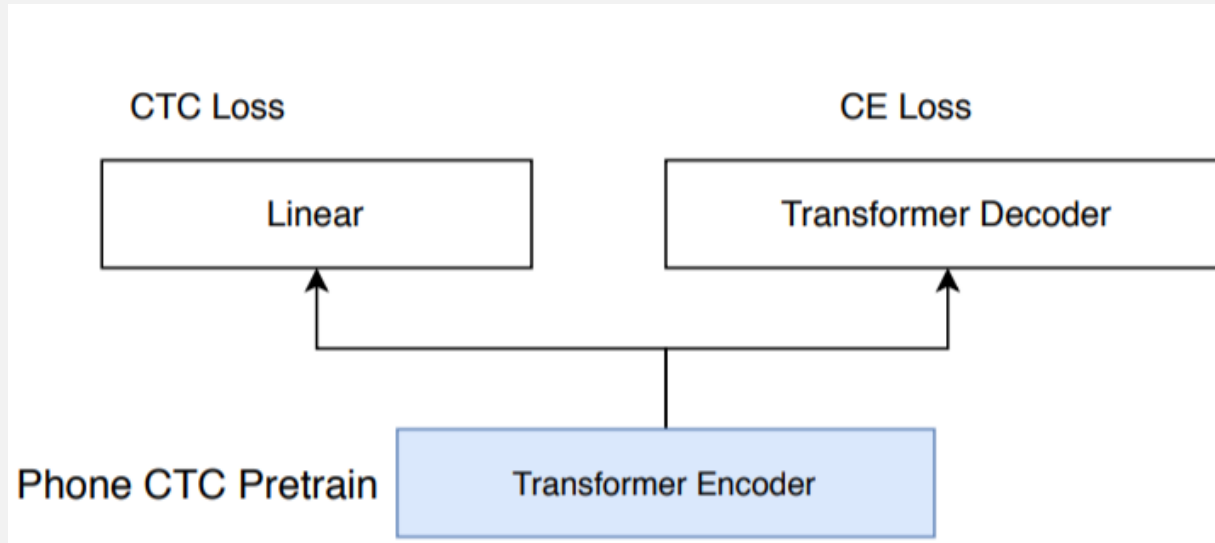 CTC Loss
CE Loss
Linear
Transformer Decoder
Phone CTC Pretrain
Transformer Encoder